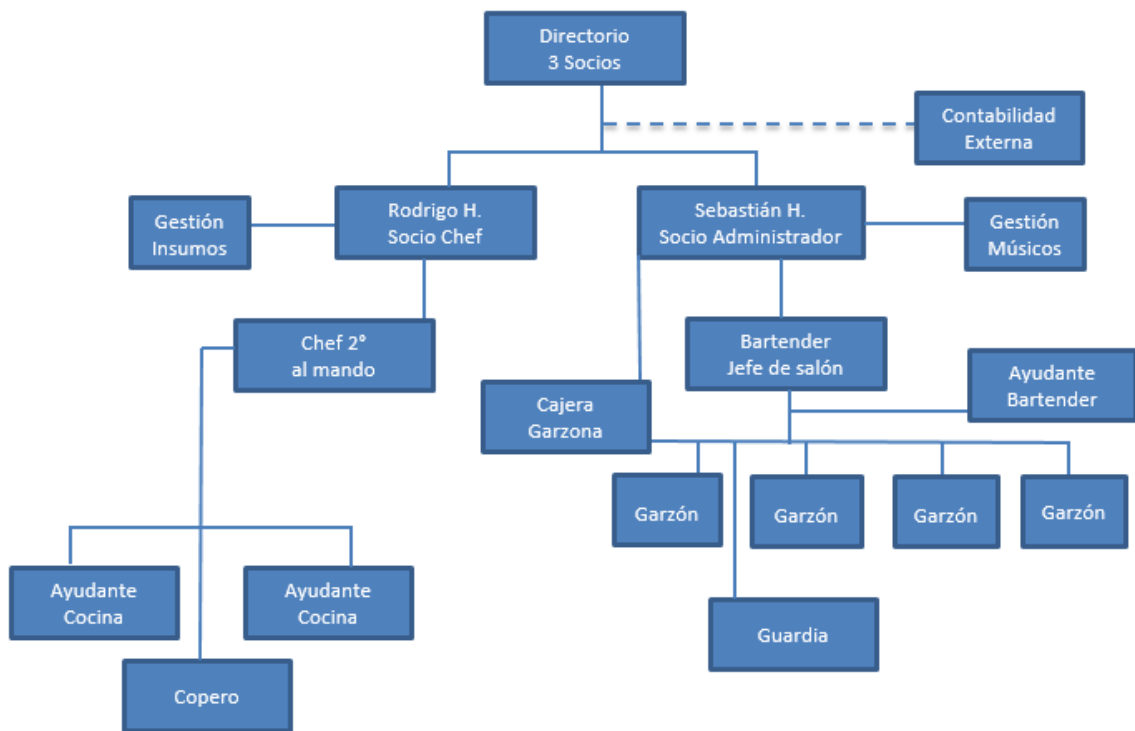 Directorio
3 Socios
Contabilidad
Externa
Gestión
Insumos
Rodrigo H.
Socio Chef
Sebastián H.
Socio Administrador
Gestión
Músicos
Chef 2°
al mando
Bartender
Jefe de salón
Ayudante
Bartender
Cajera
Garzona
Garzón
Garzón
Garzón
Garzón
Ayudante
Cocina
Ayudante
Cocina
Guardia
Copero